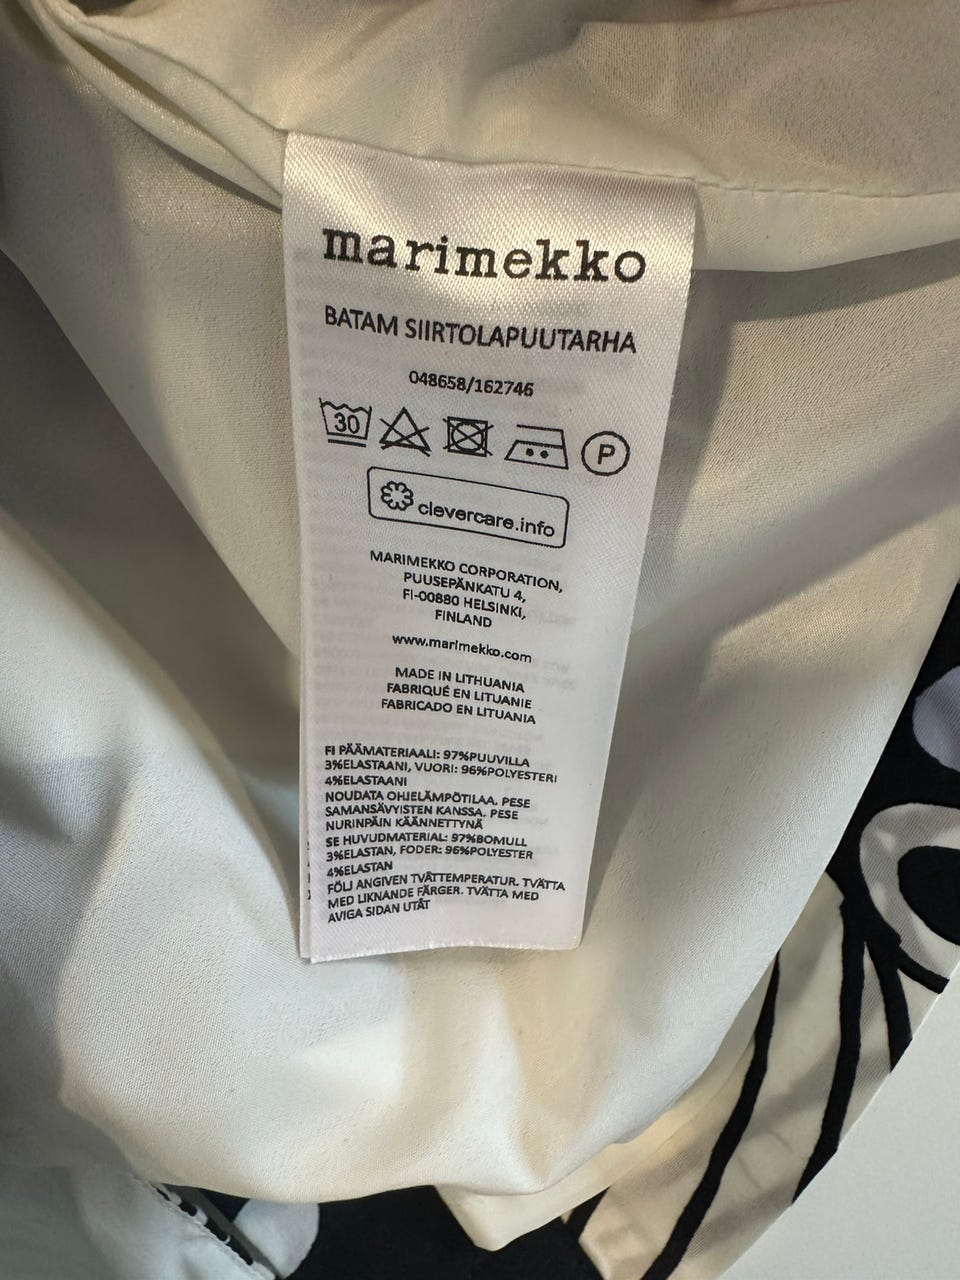 marimekko
BATAM SIIRTOLAPUUTARHA
048658/162746
30
P
clevercare.info
MARIMEKKO CORPORATION,
PUUSEPÄNKATU 4,
FI-00880 HELSINKI,
FINLAND
www.marimekko.com
MADE IN LITHUANIA
FABRIQUÉ EN LITUANIE
FABRICADO EN LITUANIA
FI PÄÄMATERIAALI: 97%PUUVILLA
3%ELASTAANI, VUORI: 96%POLYESTERI
4%ELASTAANI
NOUDATA OHJELÄMPÖTILAA. PESE
SAMANSÄVYISTEN KANSSA. PESE
NURINPÄIN KÄÄNNETTYNÄ
SE HUVUDMATERIAL: 97%BOMULL
3%ELASTAN, FODER: 96%POLYESTER
4%ELASTAN
FÖLJ ANGIVEN TVÄTTEMPERATUR. TVÄTTA
MED LIKNANDE FÄRGER. TVÄTTA MED
AVIGA SIDAN UTÅT